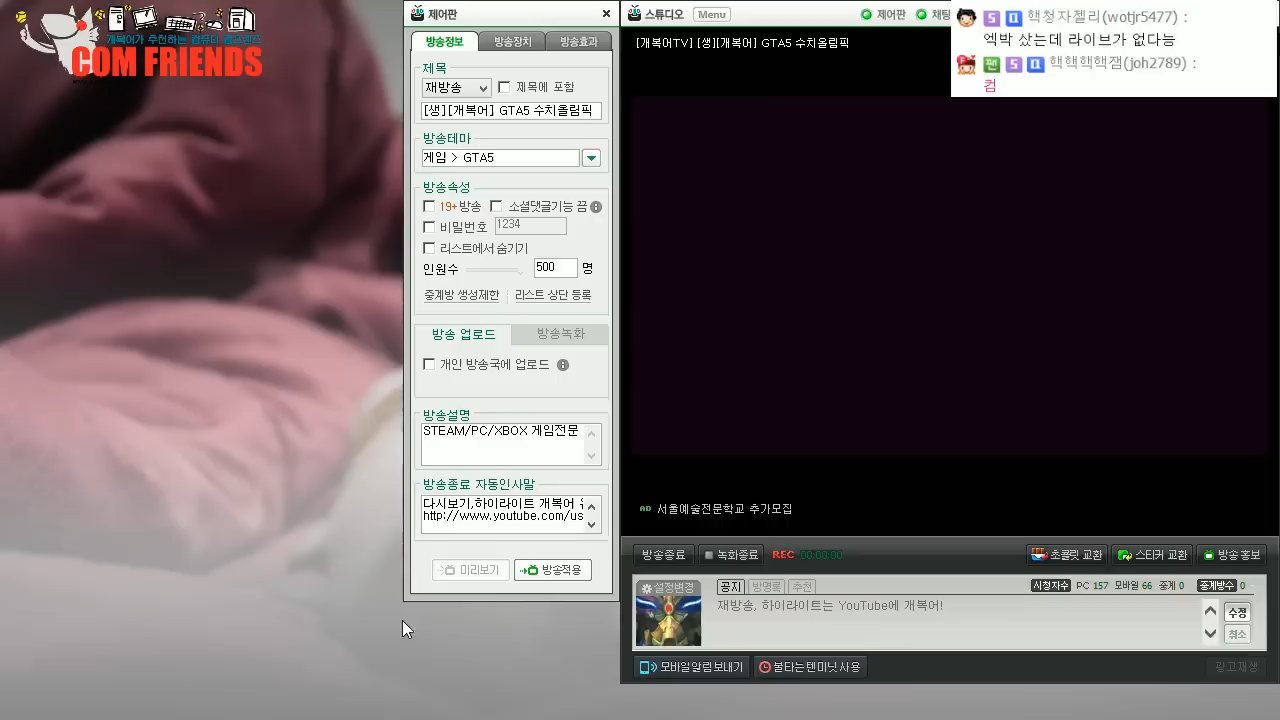 개복어가 추천하는 컴퓨터 쇼핑센트
COM FRIENDS
제어판
방송정보 방송장치 방송효과
제목
재방송 제목에 포함
[생][개복어] GTA5 수치올림픽
방송테마
게임 > GTA5
방송속성
19+방송 소셜댓글기능 끔
비밀번호 1234
리스트에서 숨기기
인원수 500 명
중계방 생성제한 리스트 상단 등록
방송 업로드 방송녹화
개인 방송국에 업로드
방송설명
STEAM/PC/XBOX 게임전문
방송종료 자동인사말
다시보기,하이라이트 개복어
http://www.youtube.com/us
미리보기 방송적용
스튜디오 Menu 제어판 채팅
[개복어TV] [생][개복어] GTA5 수치올림픽
핵청자젤리(wotjr5477) :
엑박 샀는데 라이브가 없다능
팬 핵핵핵핵잼(joh2789) :
컴
AD 서울예술전문학교 추가모집
방송종료 녹화종료 REC 00:00:00 초콜릿 교환 스티커 교환 방송홍보
설정변경 공지 방명록 추천 시청자수 PC 157 모바일 66 중계 0 중계방수 0
재방송, 하이라이트는 YouTube에 개복어!
수정
취소
모바일알림보내기 불타는텐미닛 사용 광고재생